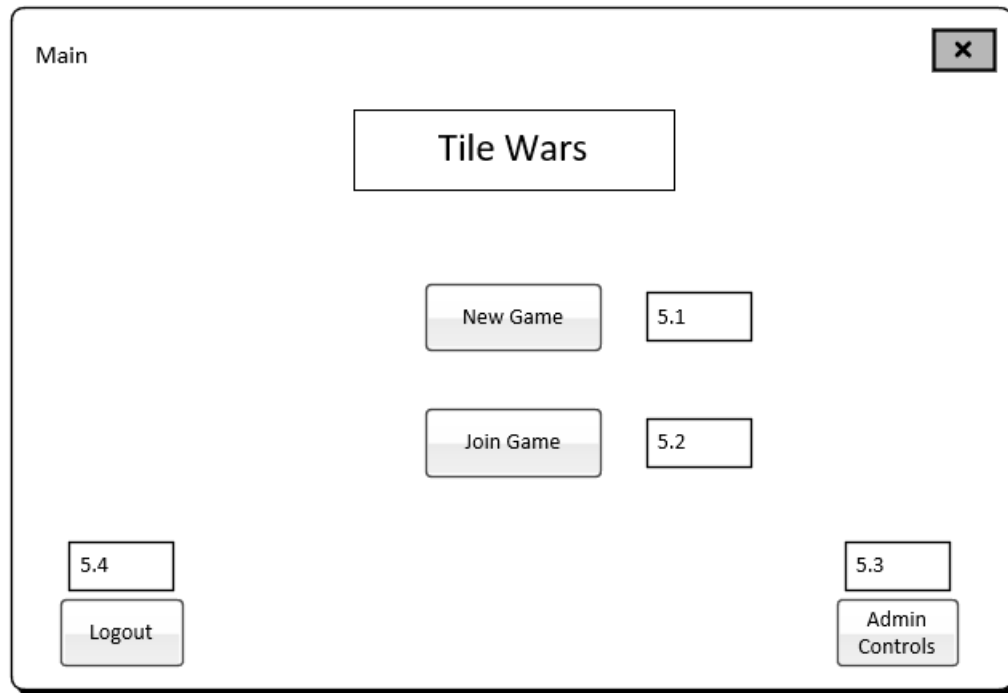 Main
Tile Wars
New Game
5.1
Join Game
5.2
5.4
Logout
5.3
Admin
Controls